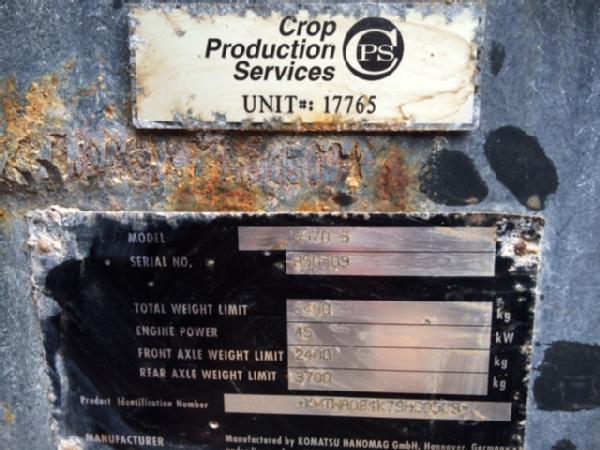 Crop
Production
Services
CPS
UNIT#: 17765
MODEL
SERIAL NO.
TOTAL WEIGHT LIMIT kg
ENGINE POWER 45 kW
FRONT AXLE WEIGHT LIMIT 2400 kg
REAR AXLE WEIGHT LIMIT 3700 kg
Product Identification Number
MANUFACTURER Manufactured by KOMATSU HANOMAG GmbH, Hannover, Germany